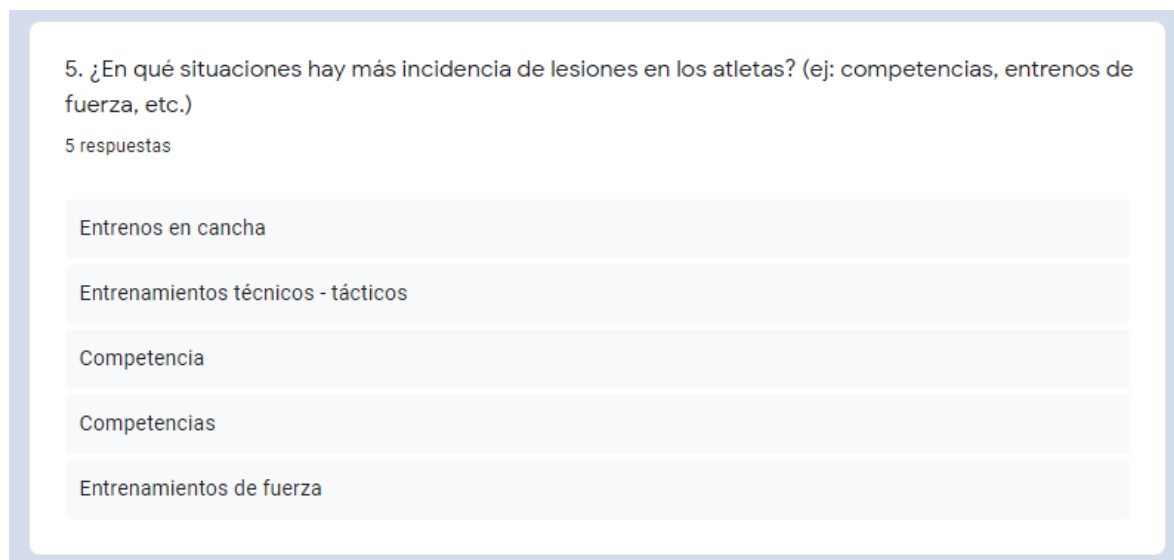 5. ¿En qué situaciones hay más incidencia de lesiones en los atletas? (ej: competencias, entrenos de
fuerza, etc.)
5 respuestas
Entrenos en cancha
Entrenamientos técnicos - tácticos
Competencia
Competencias
Entrenamientos de fuerza